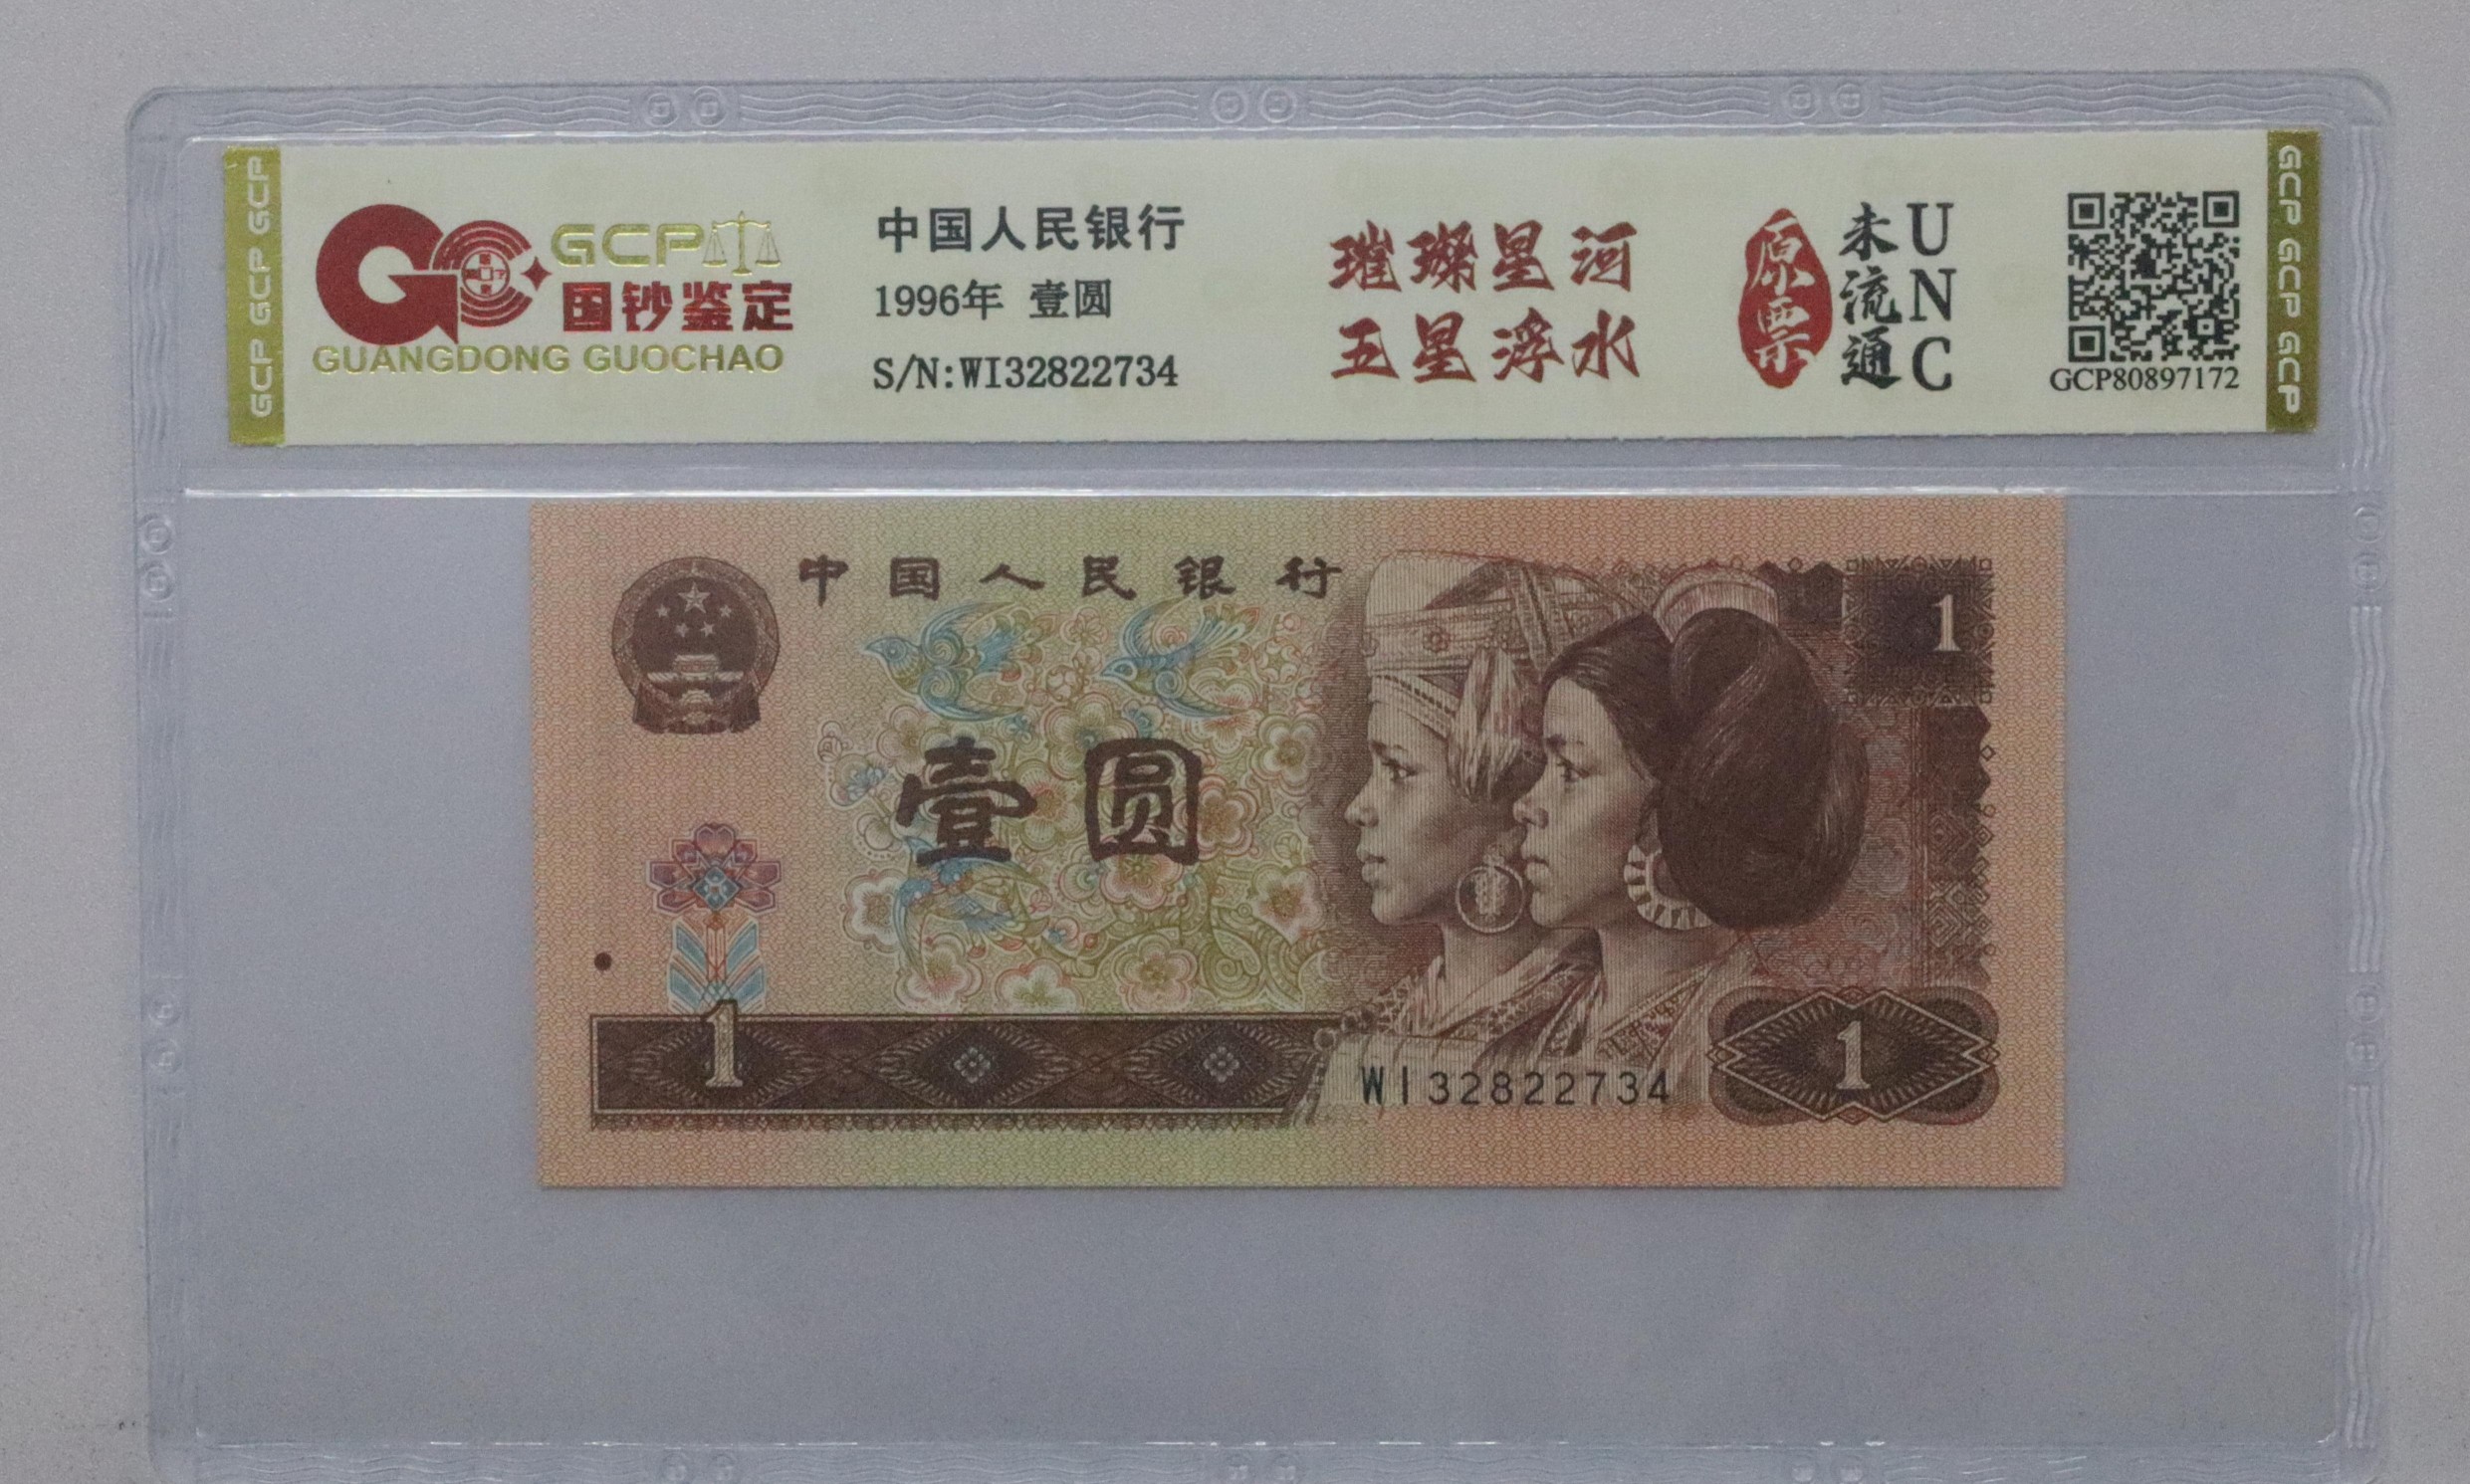 GCP GCP GCP
GCP
国钞鉴定
GUANGDONG GUOCHAO
中国人民银行
1996年 壹圆
S/N:WI32822734
璀璨星河
五星浮水
原票
未流通
UNC
GCP80897172
GCP GCP GCP
中国人民银行
1
壹圆
1
WI32822734
1